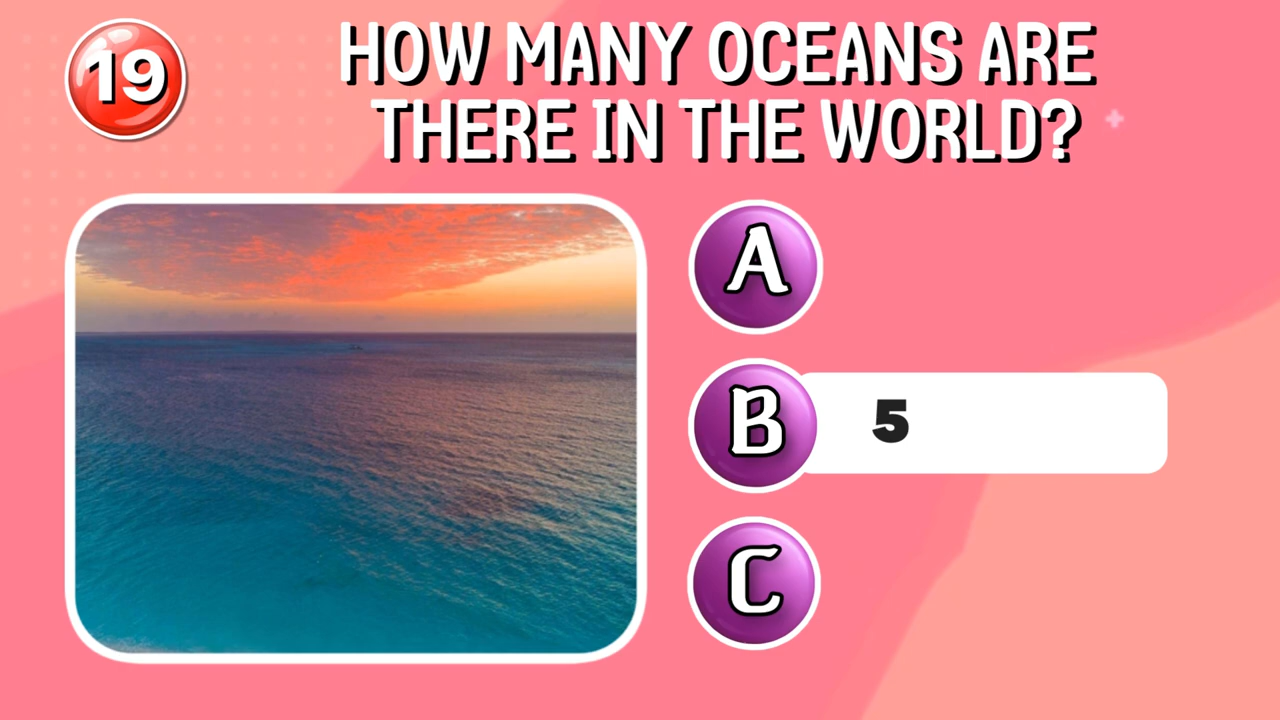 19
HOW MANY OCEANS ARE
THERE IN THE WORLD?
A
B 5
C